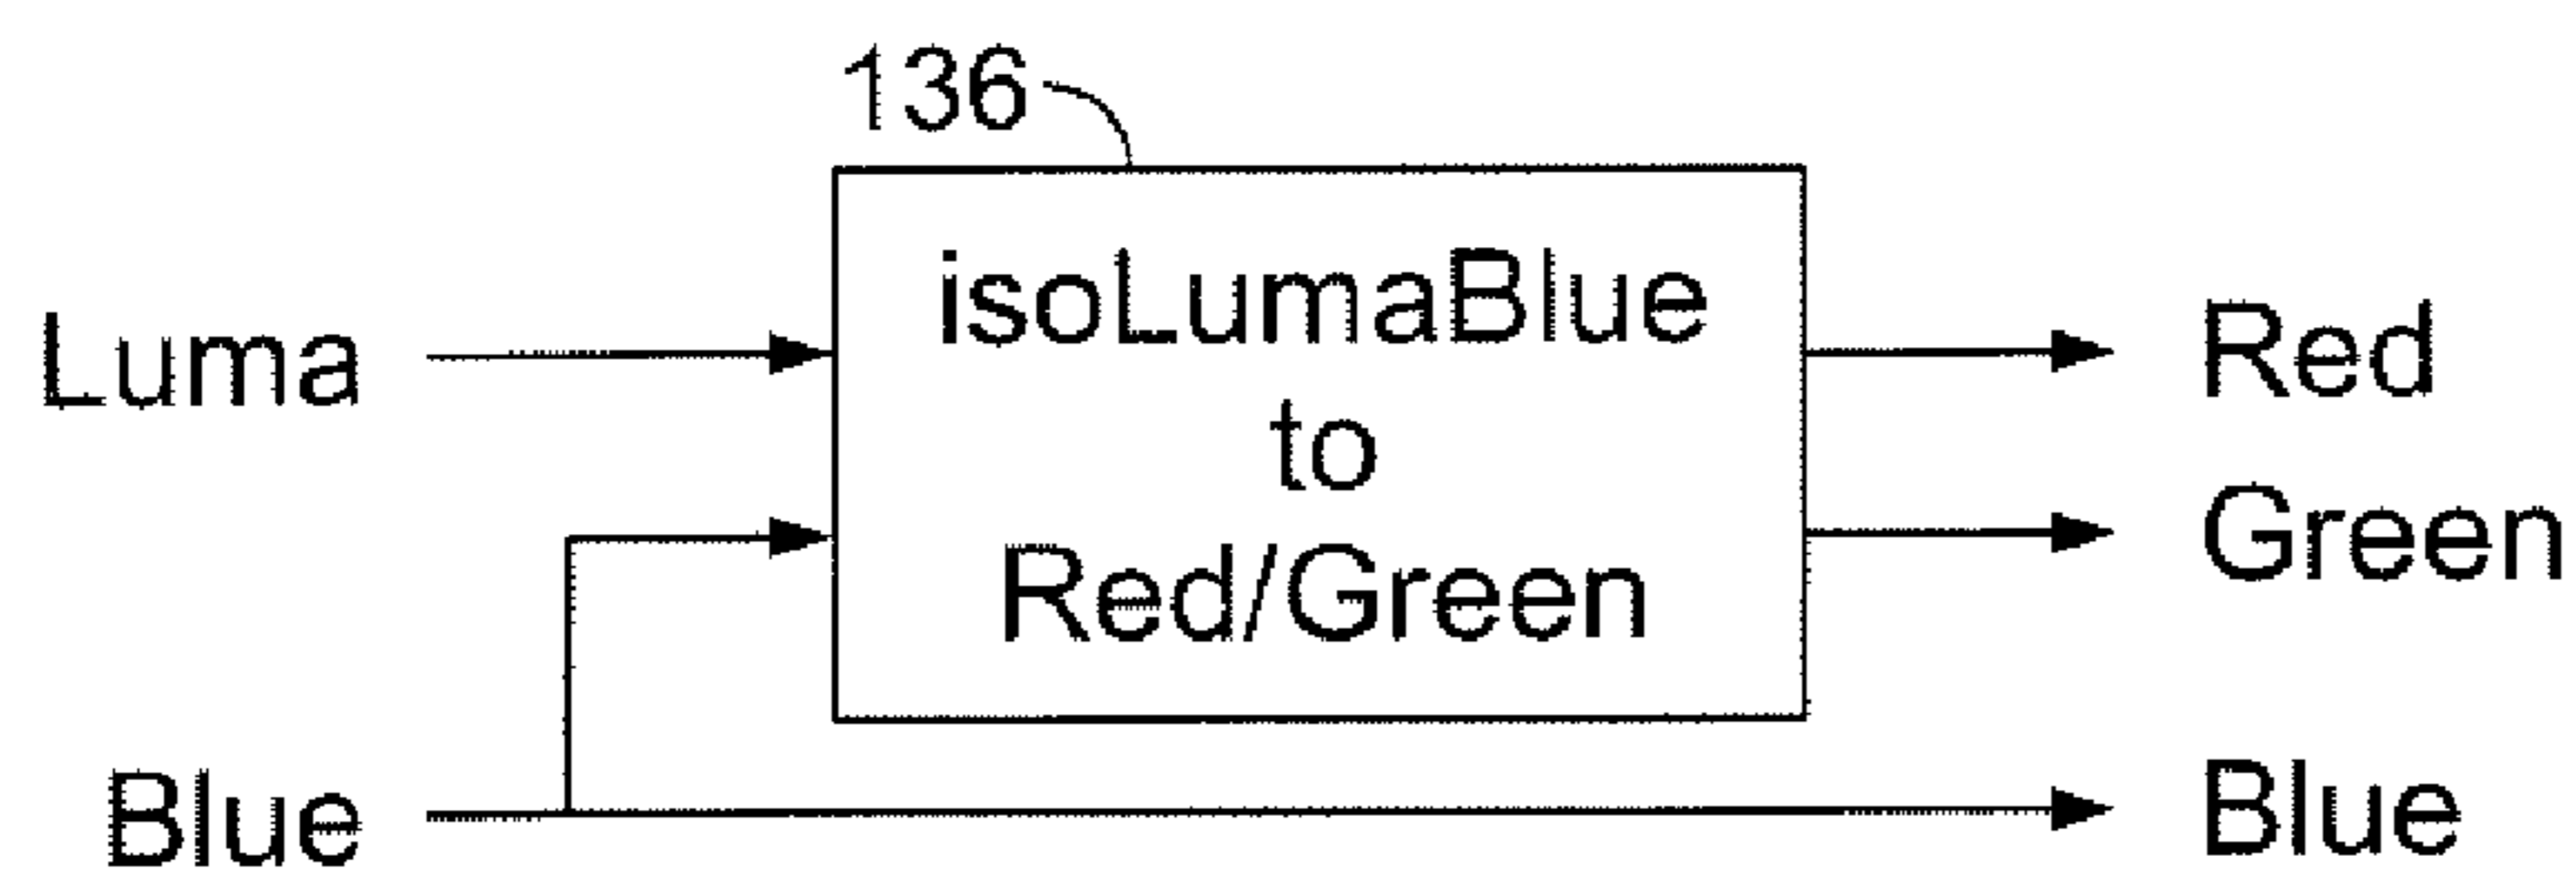 136
isoLumaBlue
to
Red/Green
Luma
Blue
Red
Green
Blue